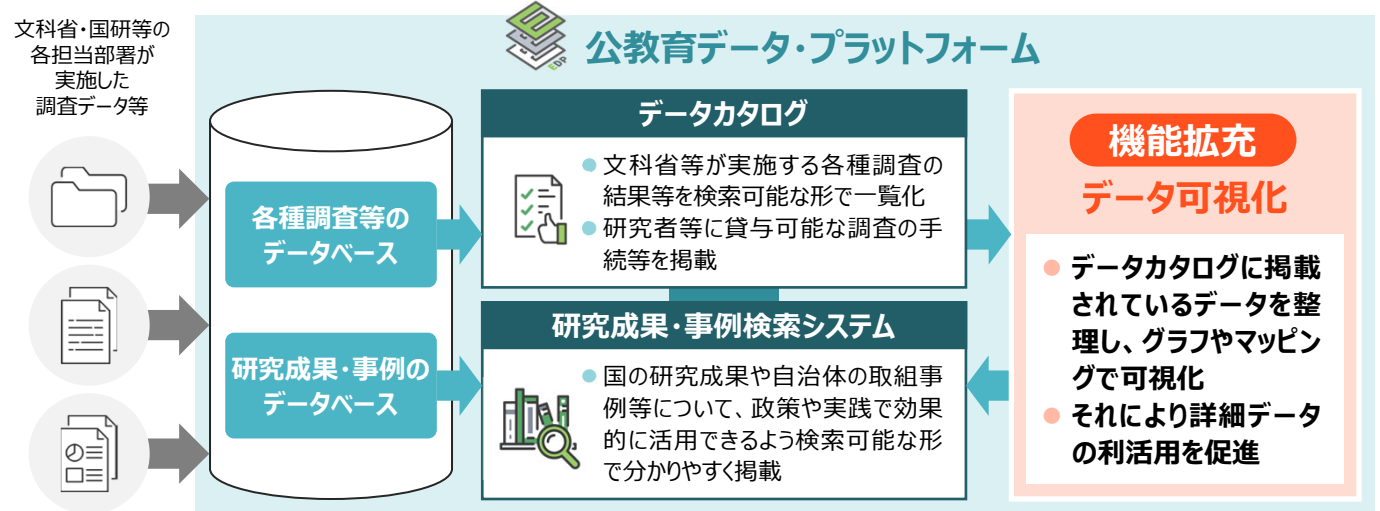 文科省・国研等の
各担当部署が
実施した
調査データ等
EDP
公教育データ・プラットフォーム
各種調査等の
データベース
研究成果・事例の
データベース
データカタログ
文科省等が実施する各種調査の
結果等を検索可能な形で一覧化
研究者等に貸与可能な調査の手
続等を掲載
研究成果・事例検索システム
国の研究成果や自治体の取組事
例等について、政策や実践で効果
的に活用できるよう検索可能な形
で分かりやすく掲載
機能拡充
データ可視化
データカタログに掲載
されているデータを整
理し、グラフやマッピン
グで可視化
それにより詳細データ
の利活用を促進